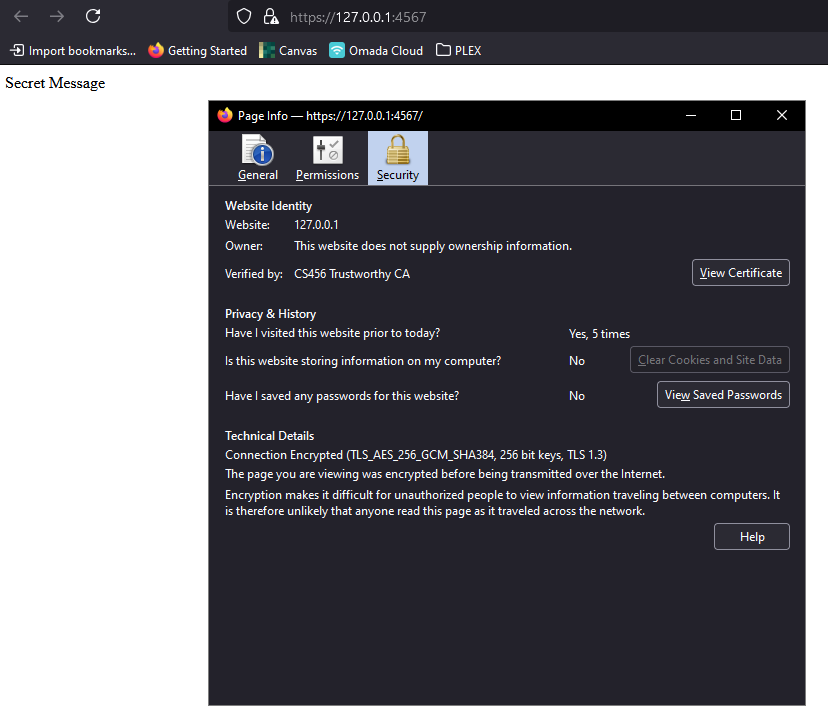 https://127.0.0.1:4567
Import bookmarks... Getting Started Canvas Omada Cloud PLEX
Secret Message
Page Info — https://127.0.0.1:4567/
General Permissions Security
Website Identity
Website: 127.0.0.1
Owner: This website does not supply ownership information.
Verified by: CS456 Trustworthy CA View Certificate
Privacy & History
Have I visited this website prior to today? Yes, 5 times
Is this website storing information on my computer? No Clear Cookies and Site Data
Have I saved any passwords for this website? No View Saved Passwords
Technical Details
Connection Encrypted (TLS_AES_256_GCM_SHA384, 256 bit keys, TLS 1.3)
The page you are viewing was encrypted before being transmitted over the Internet.
Encryption makes it difficult for unauthorized people to view information traveling between computers. It
is therefore unlikely that anyone read this page as it traveled across the network.
Help